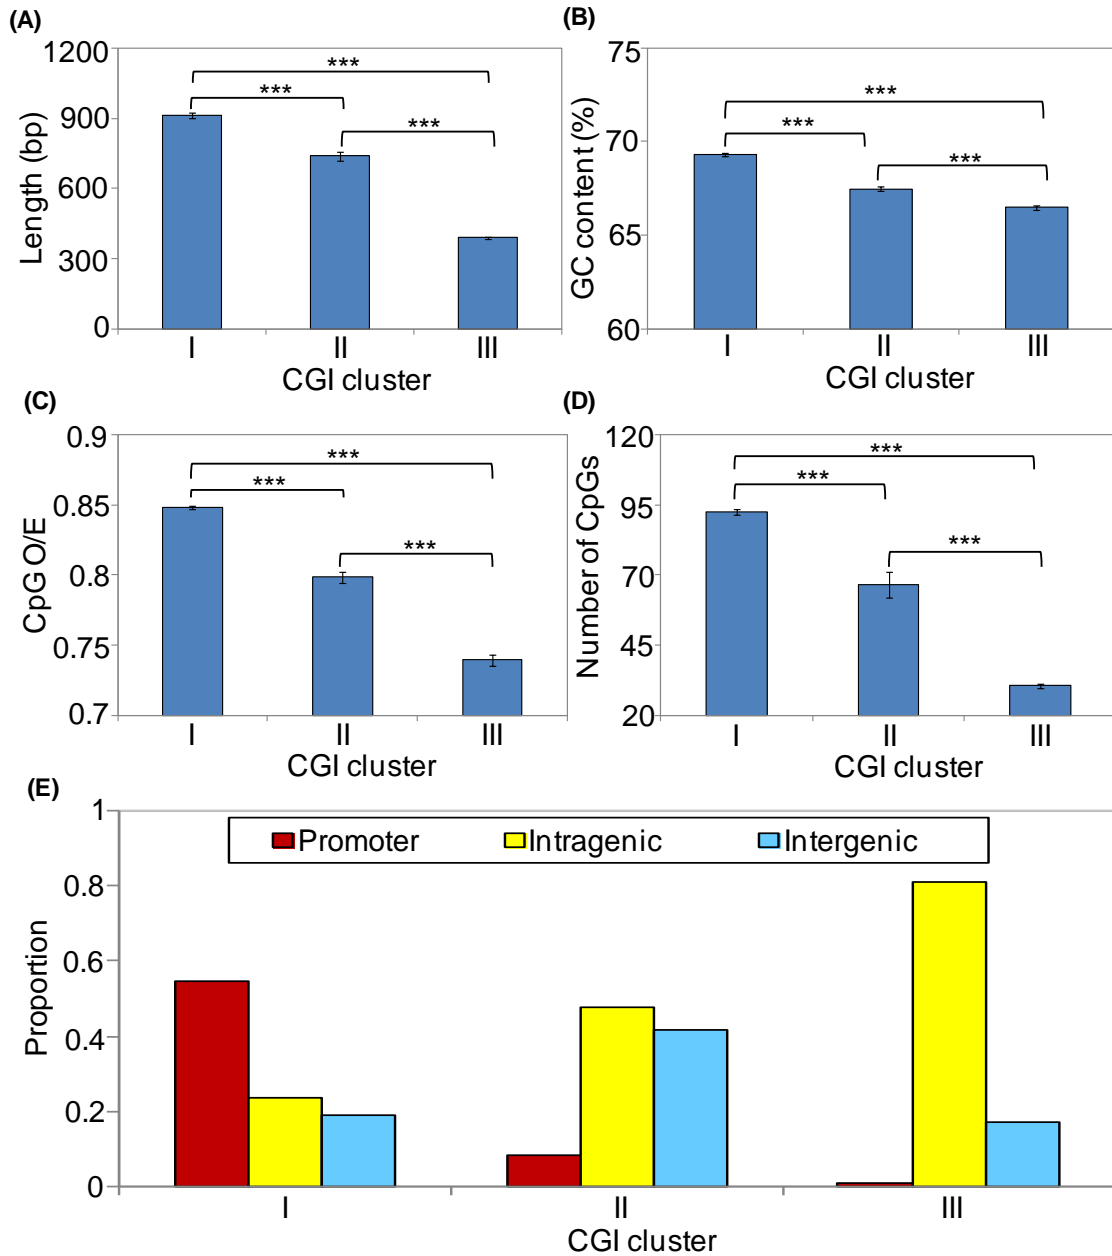 (A)
1200
900
600
300
0
Length (bp)
***
***
***
I II III
CGI cluster
(B)
75
70
65
60
GC content (%)
***
***
***
I II III
CGI cluster
(C)
0.9
0.85
0.8
0.75
0.7
CpG O/E
***
***
***
I II III
CGI cluster
(D)
120
95
70
45
20
Number of CpGs
***
***
***
I II III
CGI cluster
(E)
1
0.8
0.6
0.4
0.2
0
Proportion
Promoter Intragenic Intergenic
I II III
CGI cluster